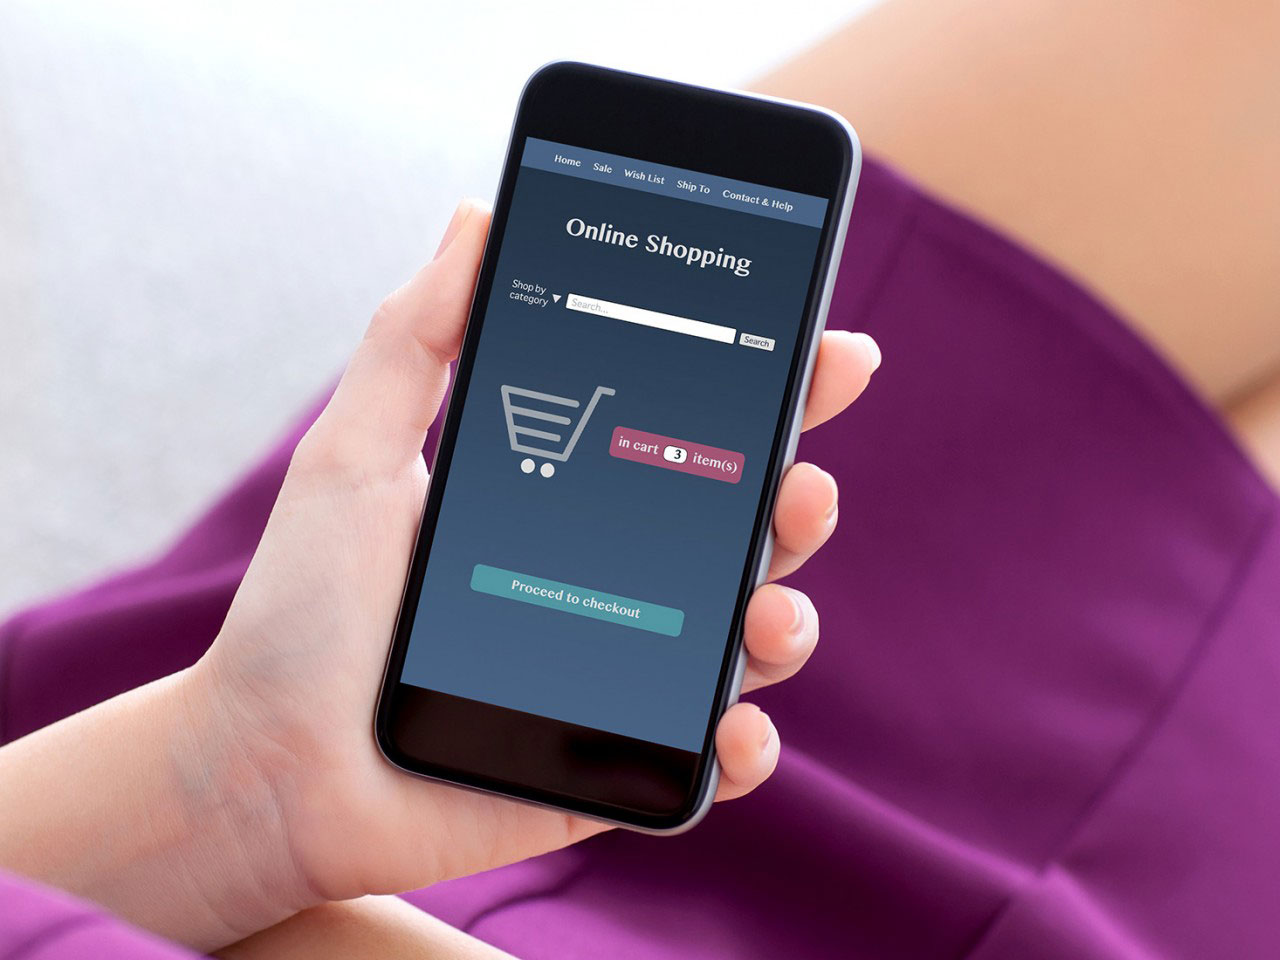 Home Sale Wish List Ship To Contact & Help
Online Shopping
Shop by
category ▼ Search... Search
in cart 3 item(s)
Proceed to checkout